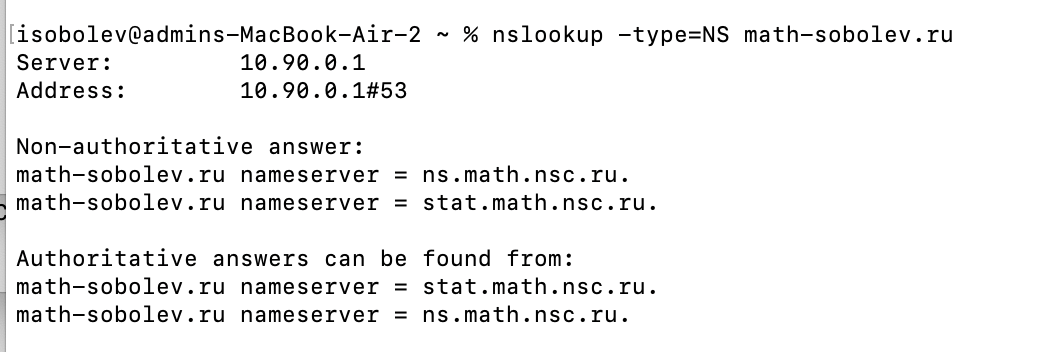 [isobolev@admins-MacBook-Air-2 ~ % nslookup -type=NS math-sobolev.ru
Server:         10.90.0.1
Address:        10.90.0.1#53

Non-authoritative answer:
math-sobolev.ru nameserver = ns.math.nsc.ru.
math-sobolev.ru nameserver = stat.math.nsc.ru.

Authoritative answers can be found from:
math-sobolev.ru nameserver = stat.math.nsc.ru.
math-sobolev.ru nameserver = ns.math.nsc.ru.